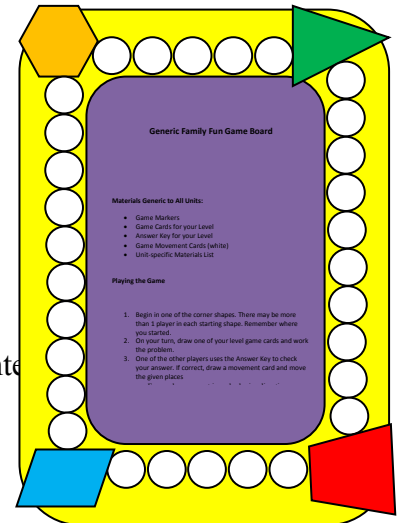 Generic Family Fun Game Board
Materials Generic to All Units:
• Game Markers
• Game Cards for your Level
• Answer Key for your Level
• Game Movement Cards (white)
• Unit-specific Materials List
Playing the Game
1. Begin in one of the corner shapes. There may be more
than 1 player in each starting shape. Remember where
you started.
2. On your turn, draw one of your level game cards and work
the problem.
3. One of the other players uses the Answer Key to check
your answer. If correct, draw a movement card and move
the given places